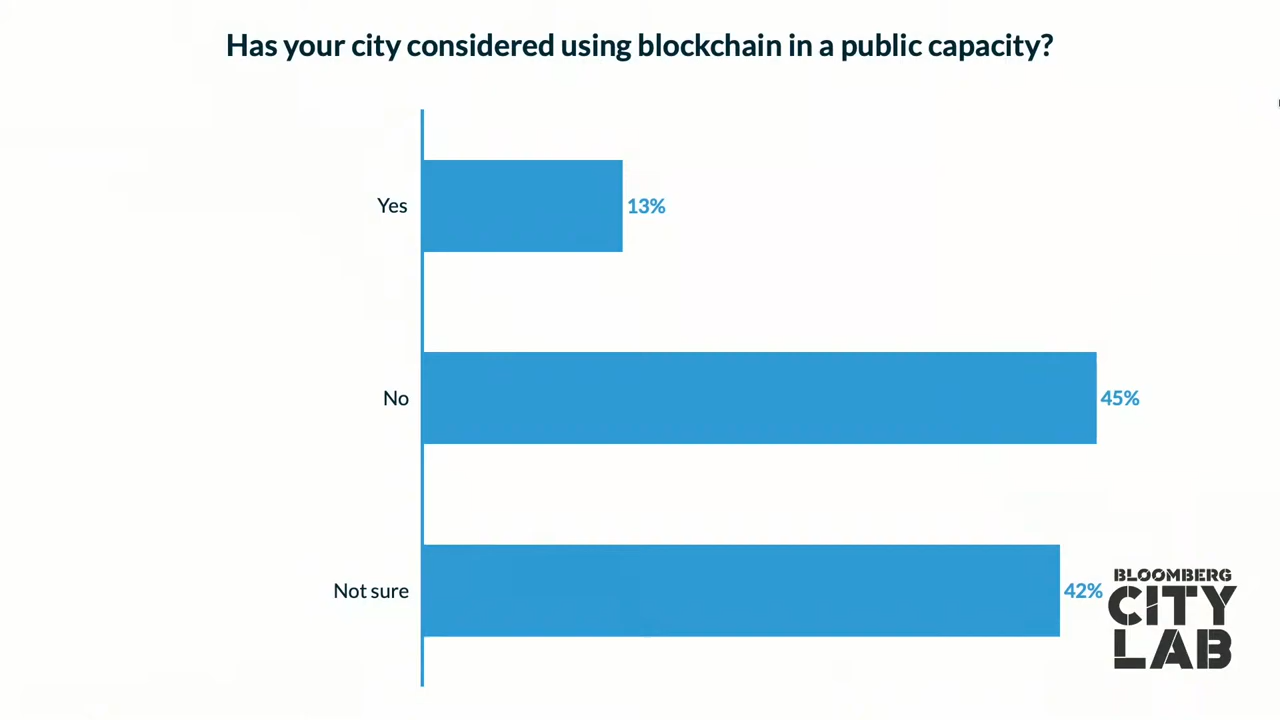 Has your city considered using blockchain in a public capacity?
Yes
13%
No
45%
Not sure
42%
BLOOMBERG
CITY
LAB